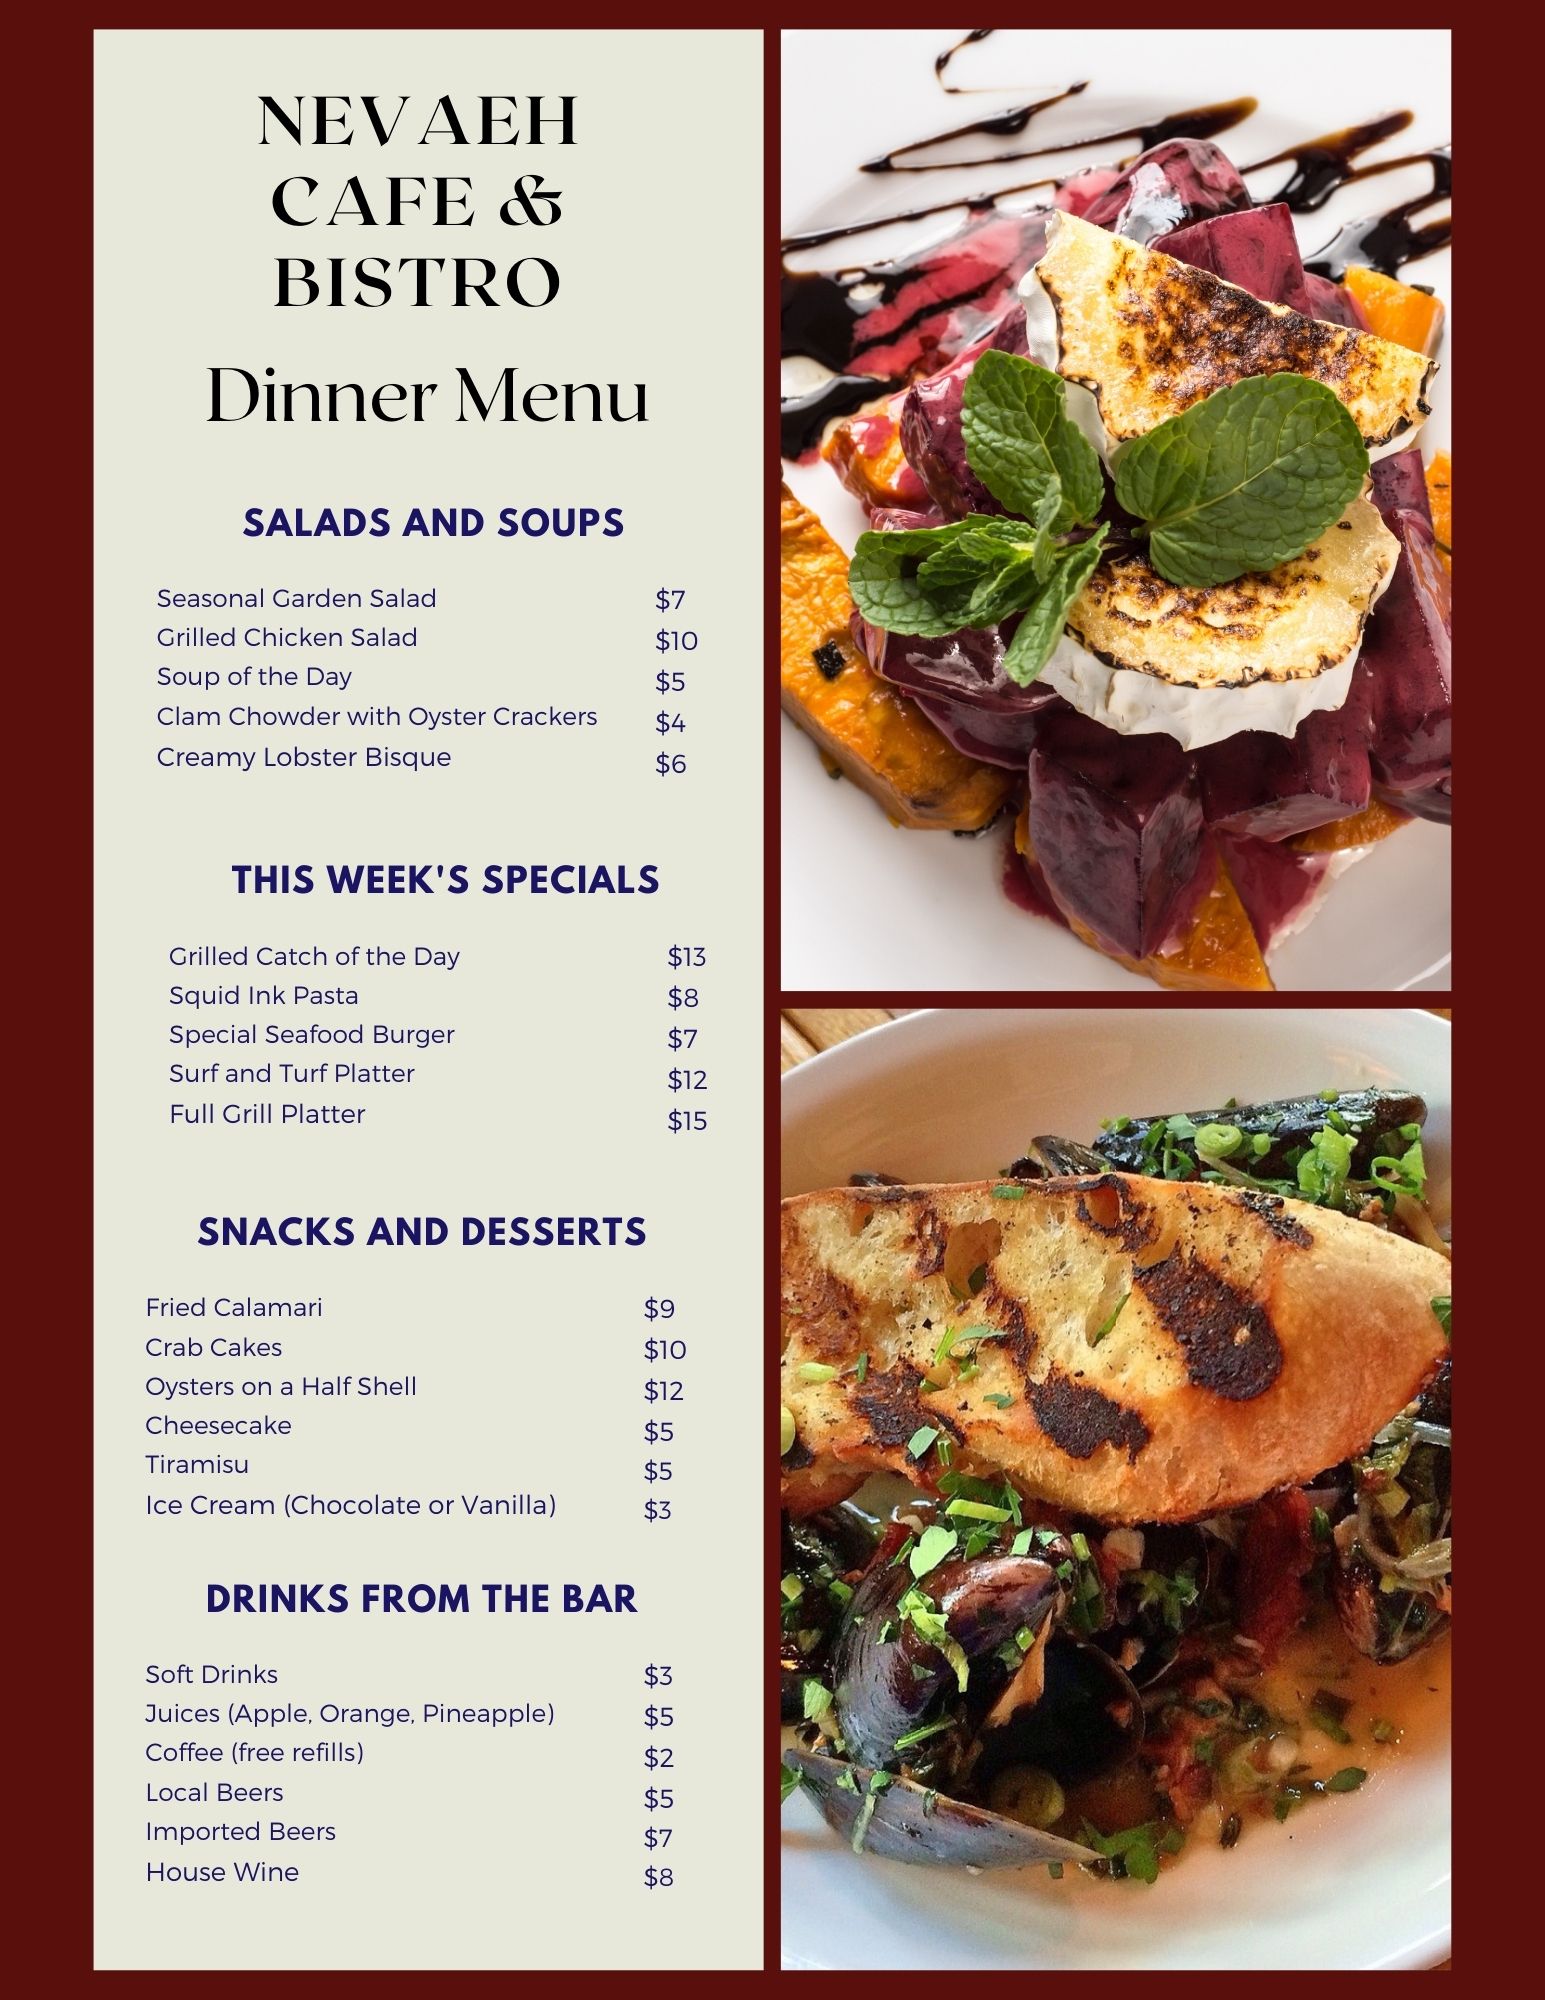 NEVAEH
CAFE &
BISTRO
Dinner Menu
SALADS AND SOUPS
Seasonal Garden Salad $7
Grilled Chicken Salad $10
Soup of the Day $5
Clam Chowder with Oyster Crackers $4
Creamy Lobster Bisque $6
THIS WEEK'S SPECIALS
Grilled Catch of the Day $13
Squid Ink Pasta $8
Special Seafood Burger $7
Surf and Turf Platter $12
Full Grill Platter $15
SNACKS AND DESSERTS
Fried Calamari $9
Crab Cakes $10
Oysters on a Half Shell $12
Cheesecake $5
Tiramisu $5
Ice Cream (Chocolate or Vanilla) $3
DRINKS FROM THE BAR
Soft Drinks $3
Juices (Apple, Orange, Pineapple) $5
Coffee (free refills) $2
Local Beers $5
Imported Beers $7
House Wine $8